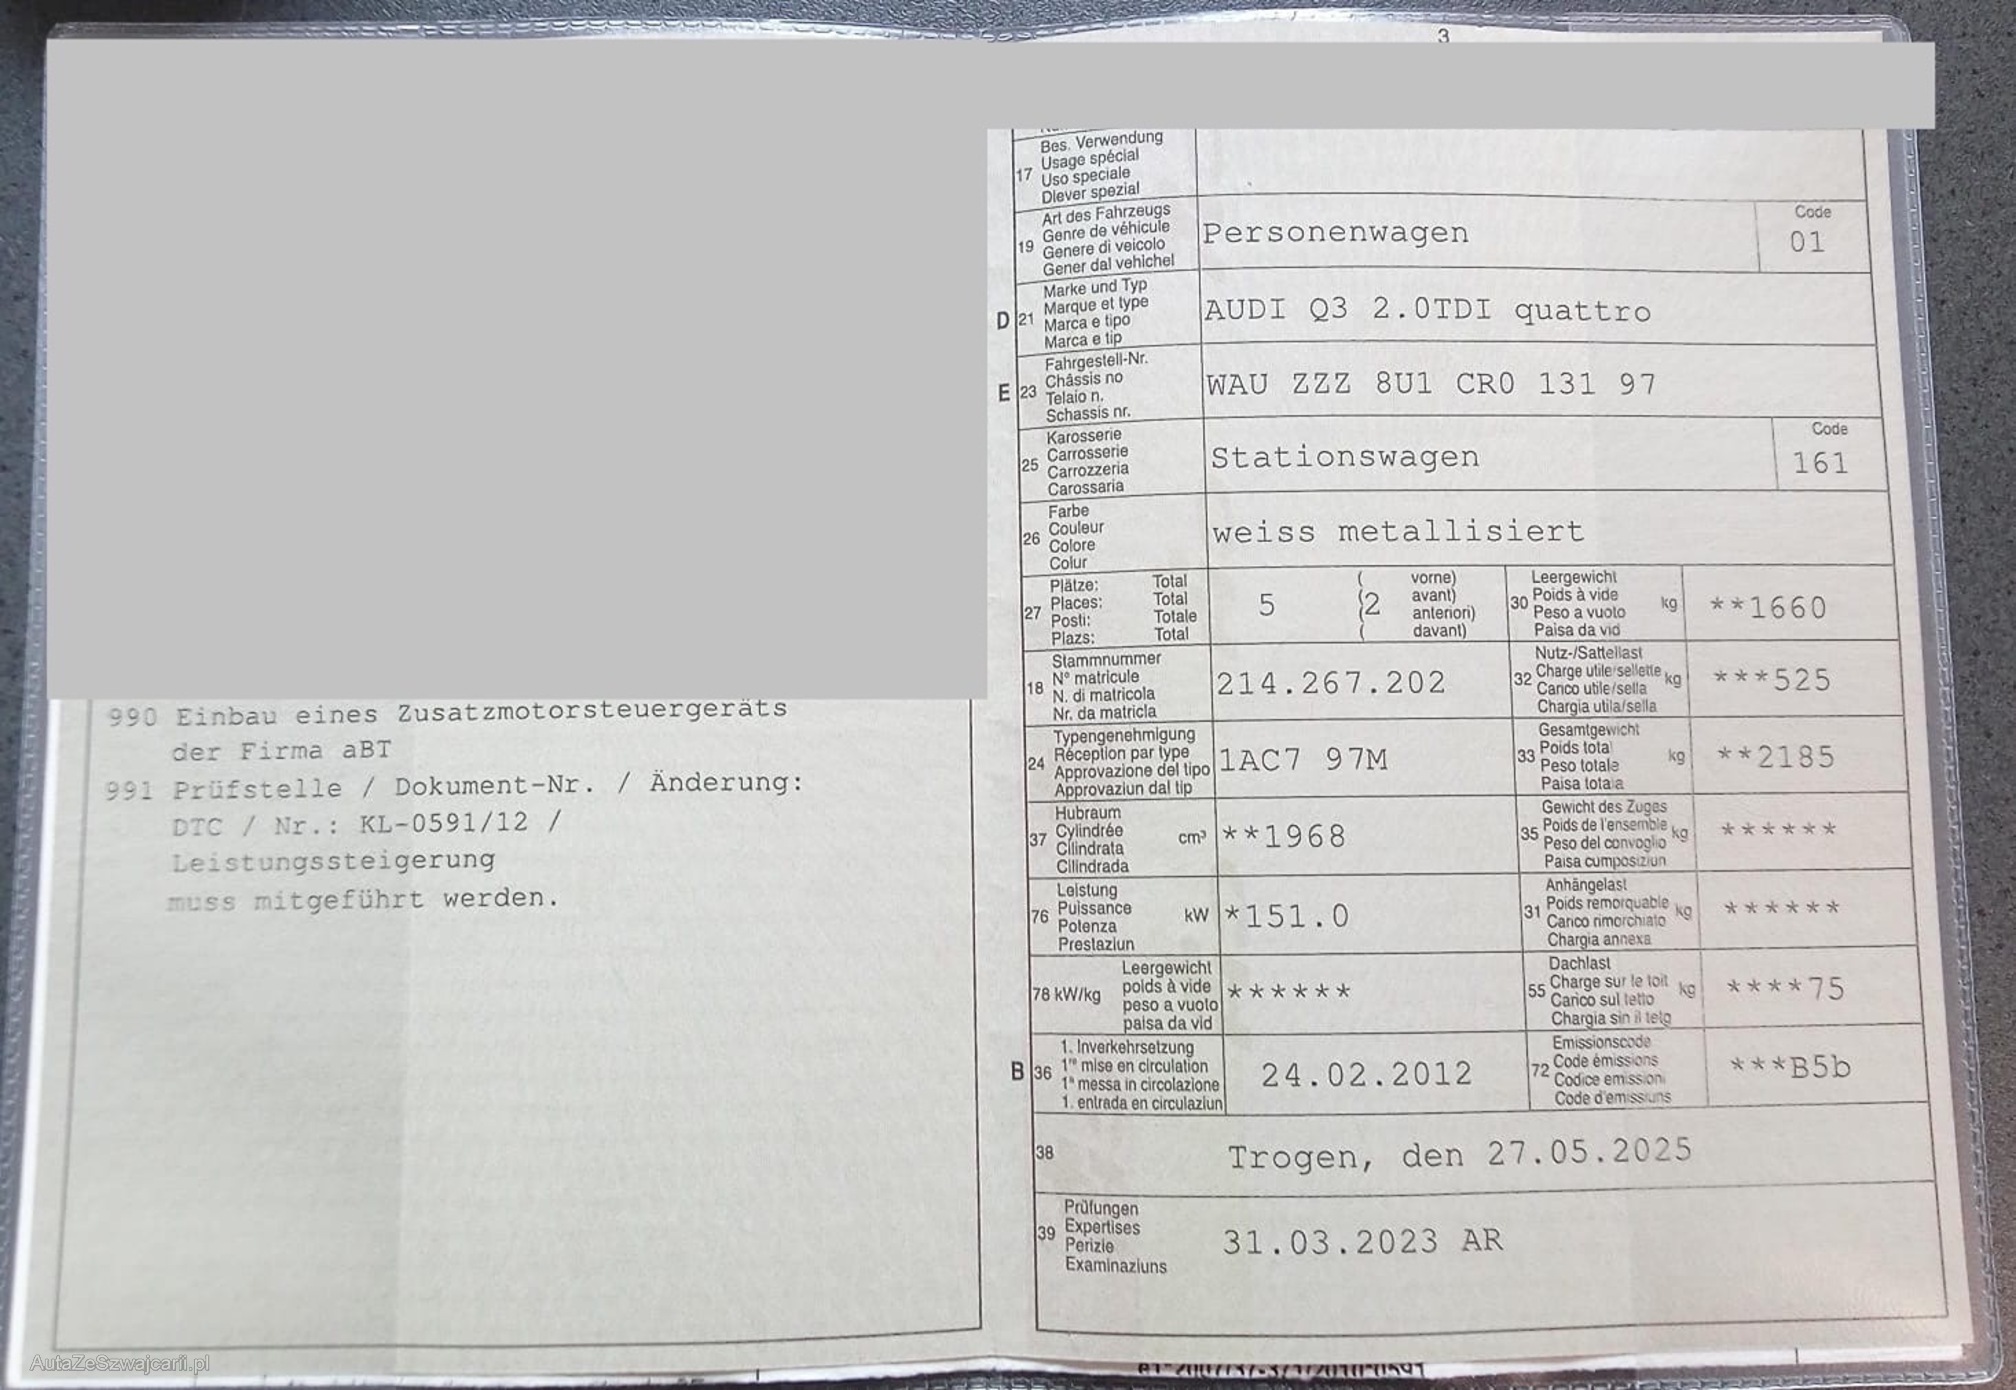 3
990 Einbau eines Zusatzmotorsteuergeräts
der Firma aBT
991 Prüfstelle / Dokument-Nr. / Änderung:
DTC / Nr.: KL-0591/12 /
Leistungssteigerung
muss mitgeführt werden.
17 Bes. Verwendung
Usage spécial
Uso speciale
Diever spezial
19 Art des Fahrzeugs
Genre de véhicule
Genere di veicolo
Gener dal vehichel
Personenwagen
Code
01
D 21 Marke und Typ
Marque et type
Marca e tipo
Marca e tip
AUDI Q3 2.0TDI quattro
E 23 Fahrgestell-Nr.
Châssis no
Telaio n.
Schassis nr.
WAU ZZZ 8U1 CR0 131 97
25 Karosserie
Carrosserie
Carrozzeria
Carossaria
Stationswagen
Code
161
26 Farbe
Couleur
Colore
Colur
weiss metallisiert
27 Plätze: Total
Places: Total
Posti: Totale
Plazs: Total
5 (2
( vorne)
avant)
anteriori)
( davant)
30 Leergewicht
Poids à vide
Peso a vuoto
Paisa da vid
kg
**1660
18 Stammnummer
N° matricule
N. di matricola
Nr. da matricla
214.267.202
32 Nutz-/Sattellast
Charge utile/sellette
Carico utile/sella
Chargia utila/sella
kg
***525
24 Typengenehmigung
Réception par type
Approvazione del tipo
Approvaziun dal tip
1AC7 97M
33 Gesamtgewicht
Poids total
Peso totale
Paisa totala
kg
**2185
37 Hubraum
Cylindrée
Cilindrata
Cilindrada
cm³
**1968
35 Gewicht des Zuges
Poids de l'ensemble
Peso del convoglio
Paisa cumposiziun
kg
******
76 Leistung
Puissance
Potenza
Prestaziun
kW
*151.0
31 Anhängelast
Poids remorquable
Carico rimorchiato
Chargia annexa
kg
******
78 kW/kg
Leergewicht
poids à vide
peso a vuoto
paisa da vid
******
55 Dachlast
Charge sur le toit
Carico sul tetto
Chargia sin il tetg
kg
****75
B 36 1. Inverkehrsetzung
1re mise en circulation
1a messa in circolazione
1. entrada en circulaziun
24.02.2012
72 Emissionscode
Code émissions
Codice emissioni
Code d'emissiuns
***B5b
38 Trogen, den 27.05.2025
39 Prüfungen
Expertises
Perizie
Examinaziuns
31.03.2023 AR
AutaZeSzwajcarii.pl